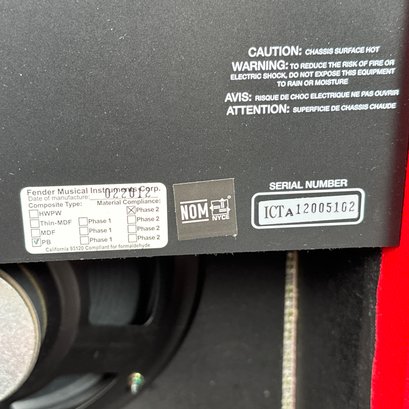 CAUTION: CHASSIS SURFACE HOT
WARNING: TO REDUCE THE RISK OF FIRE OR
ELECTRIC SHOCK, DO NOT EXPOSE THIS EQUIPMENT
TO RAIN OR MOISTURE
AVIS: RISQUE DE CHOC ELECTRIQUE NE PAS OUVRIR
ATTENTION: SUPERFICIE DE CHASSIS CHAUDE
Fender Musical Instruments Corp.
Date of manufacture: 022012
Composite Type: Material Compliance:
HWPW Phase 2
Thin-MDF Phase 1 Phase 2
MDF Phase 1 Phase 2
PB Phase 1 Phase 2
California 93120 Compliant for formaldehyde
NOM
NYCE
SERIAL NUMBER
ICTA12005162